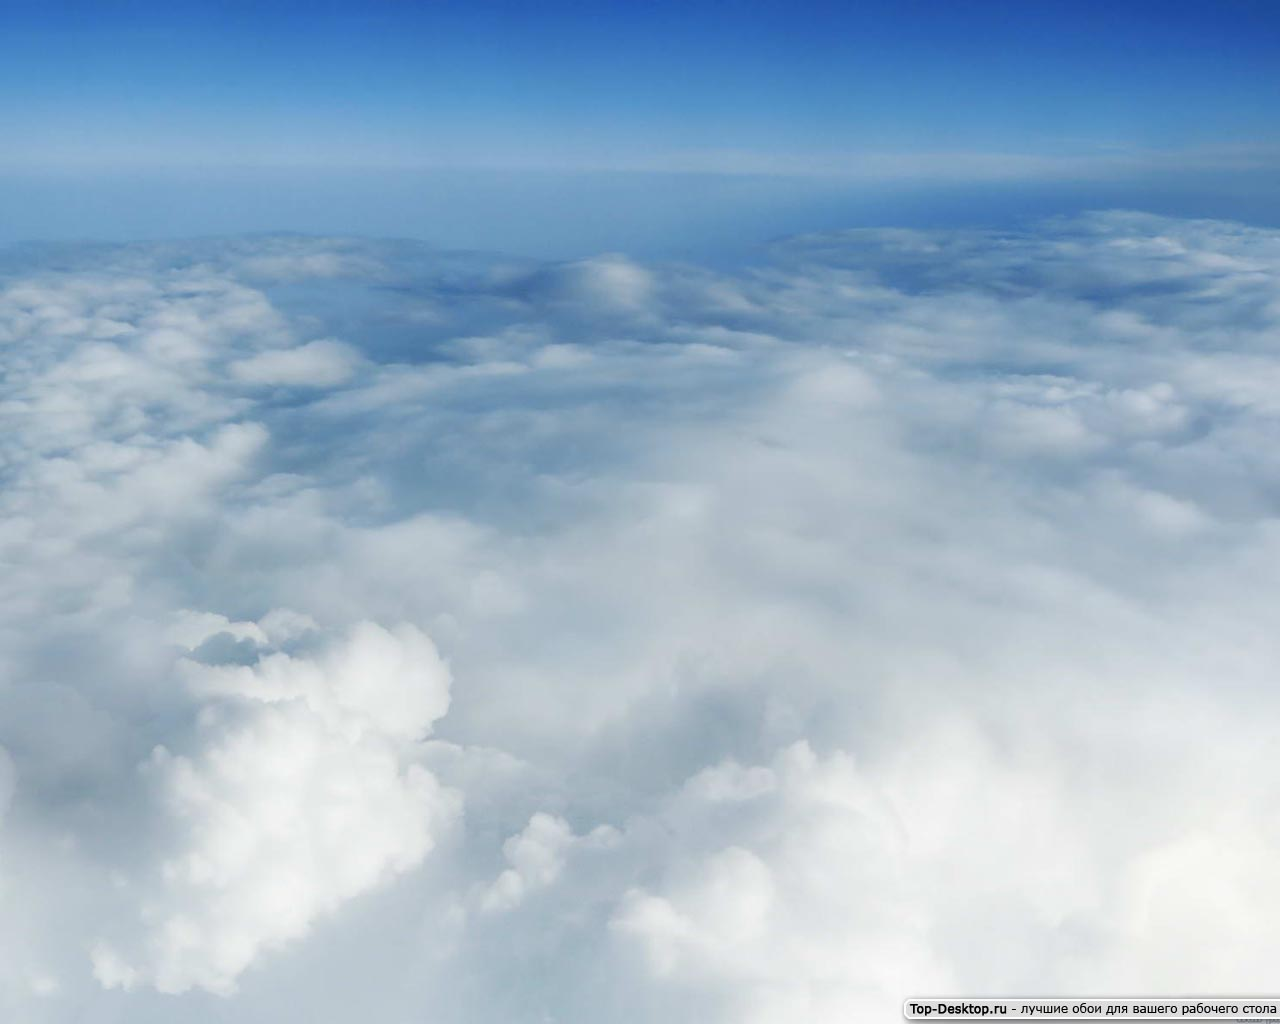 Top-Desktop.ru - лучшие обои для вашего рабочего стола